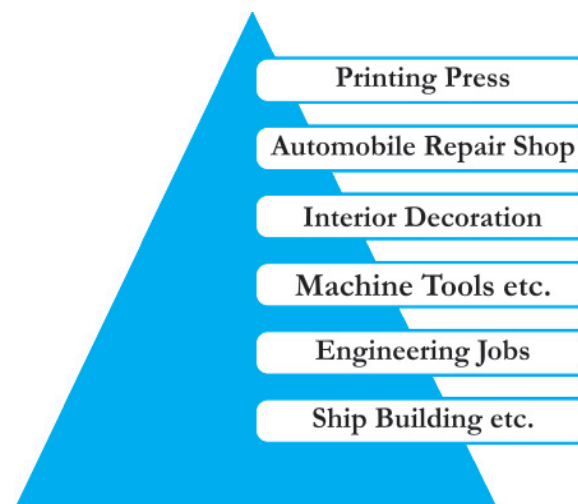 Printing Press
Automobile Repair Shop
Interior Decoration
Machine Tools etc.
Engineering Jobs
Ship Building etc.